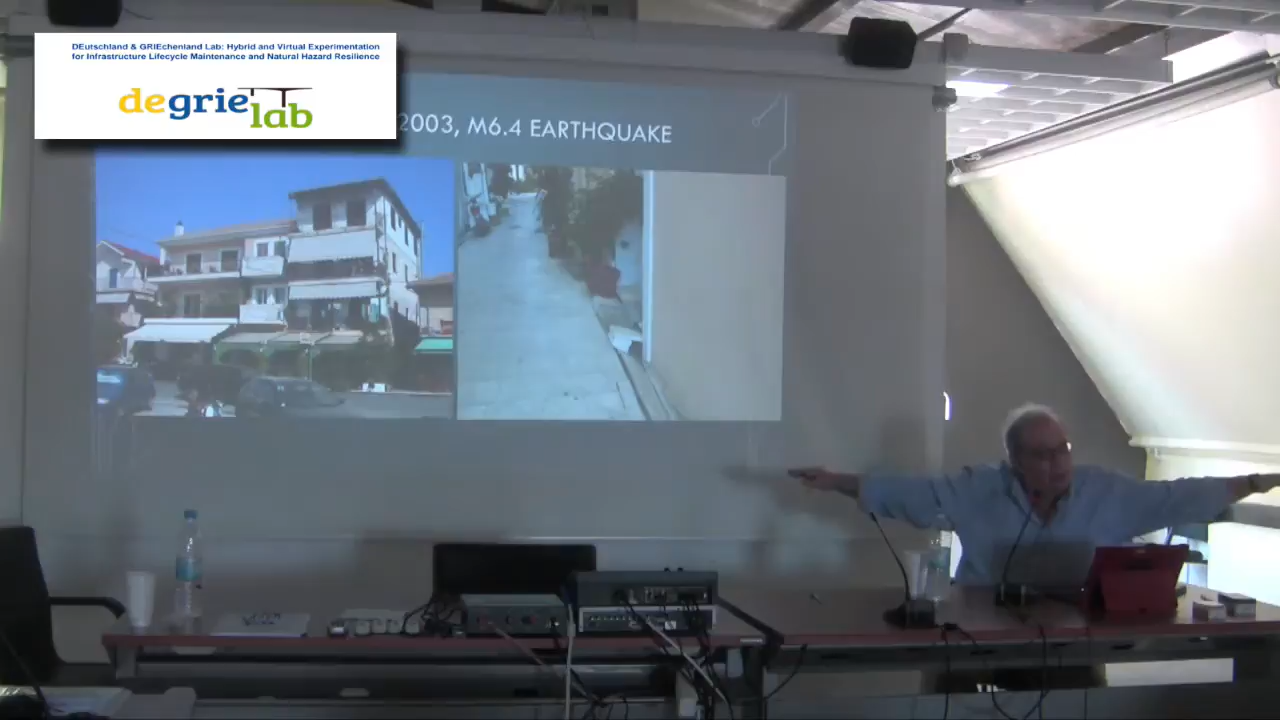 DEutschland & GRIEchenland Lab: Hybrid and Virtual Experimentation
for Infrastructure Lifecycle Maintenance and Natural Hazard Resilience
degrie lab
2003, M6.4 EARTHQUAKE